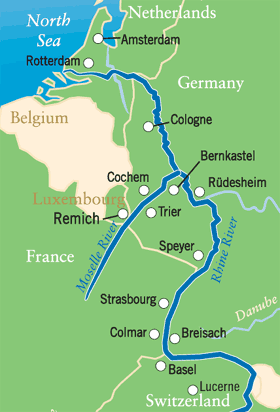 Netherlands
North
Sea
Amsterdam
Rotterdam
Germany
Belgium
Cologne
Bernkastel
Cochem
Rüdesheim
Luxembourg
Remich
Trier
Moselle River
Rhine River
France
Speyer
Strasbourg
Danube
Colmar
Breisach
Basel
Lucerne
Switzerland